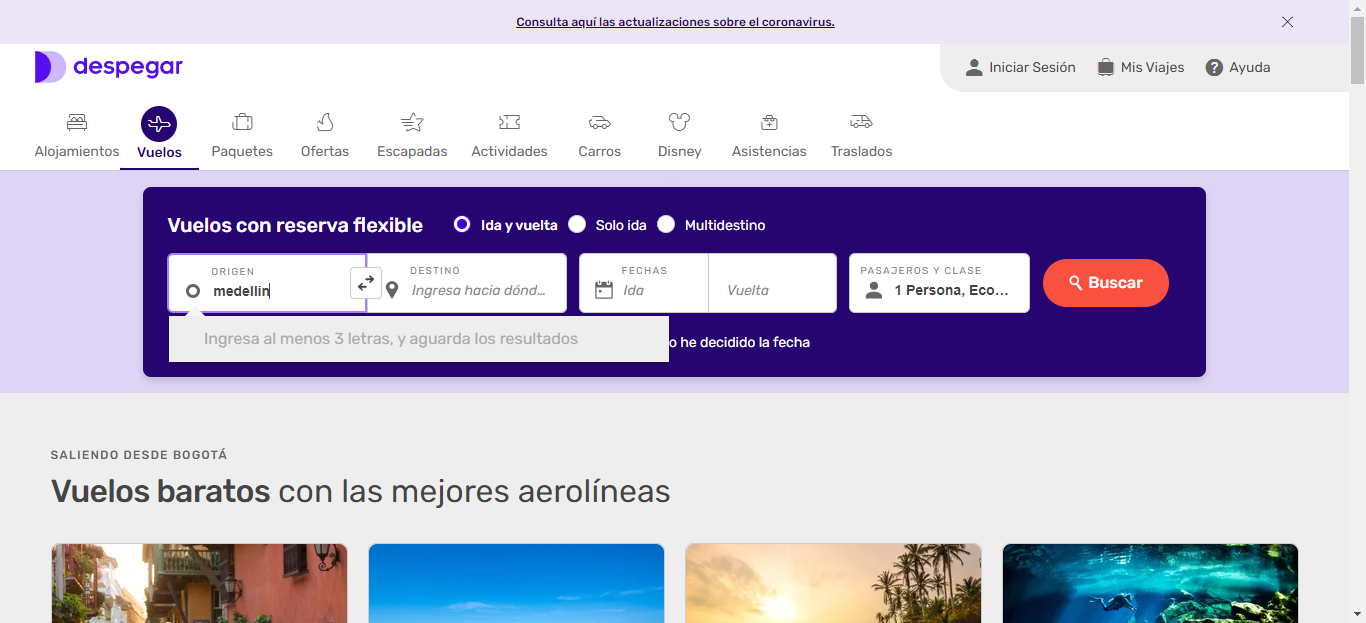 Consulta aquí las actualizaciones sobre el coronavirus.
despegar
Iniciar Sesión
Mis Viajes
Ayuda
Alojamientos
Vuelos
Paquetes
Ofertas
Escapadas
Actividades
Carros
Disney
Asistencias
Traslados
Vuelos con reserva flexible
Ida y vuelta
Solo ida
Multidestino
ORIGEN
medellin
DESTINO
Ingresa hacia dónd...
FECHAS
Ida
Vuelta
PASAJEROS Y CLASE
1 Persona, Eco...
Buscar
Ingresa al menos 3 letras, y aguarda los resultados
o he decidido la fecha
SALIENDO DESDE BOGOTÁ
Vuelos baratos con las mejores aerolíneas